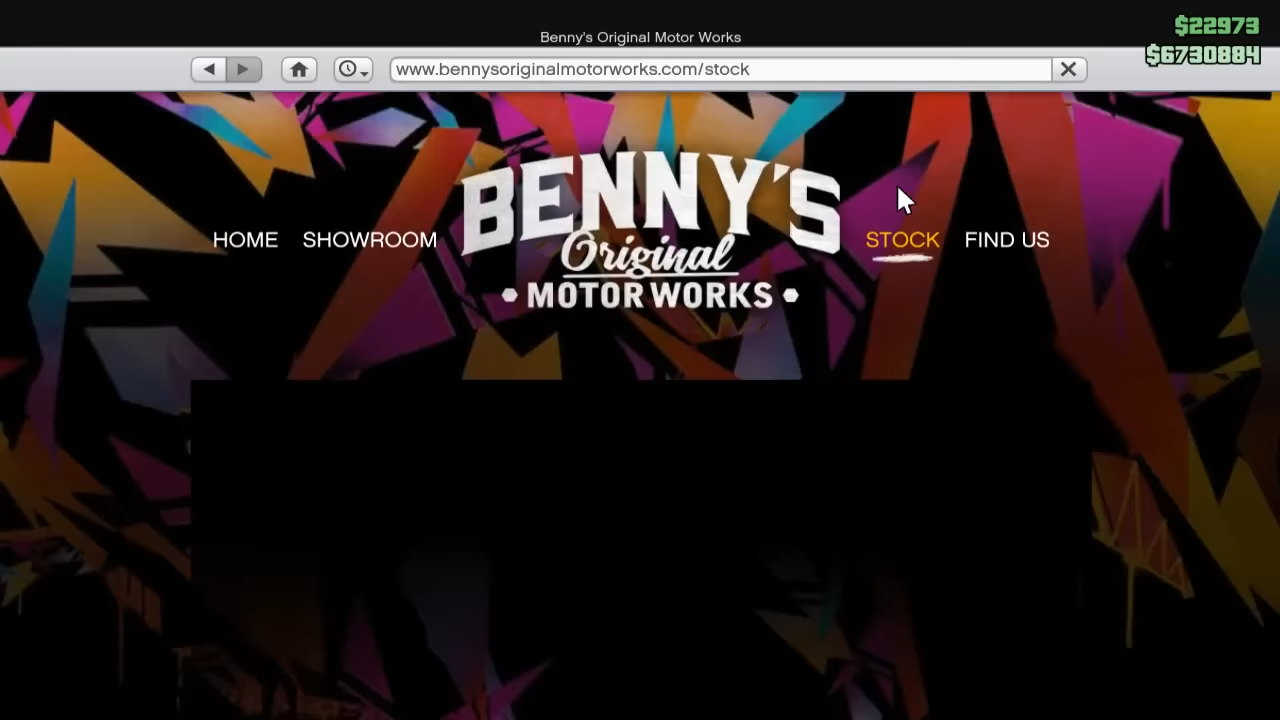 Benny's Original Motor Works
$22973
$6730884
www.bennysoriginalmotorworks.com/stock
BENNY'S
Original
MOTOR WORKS
HOME SHOWROOM STOCK FIND US